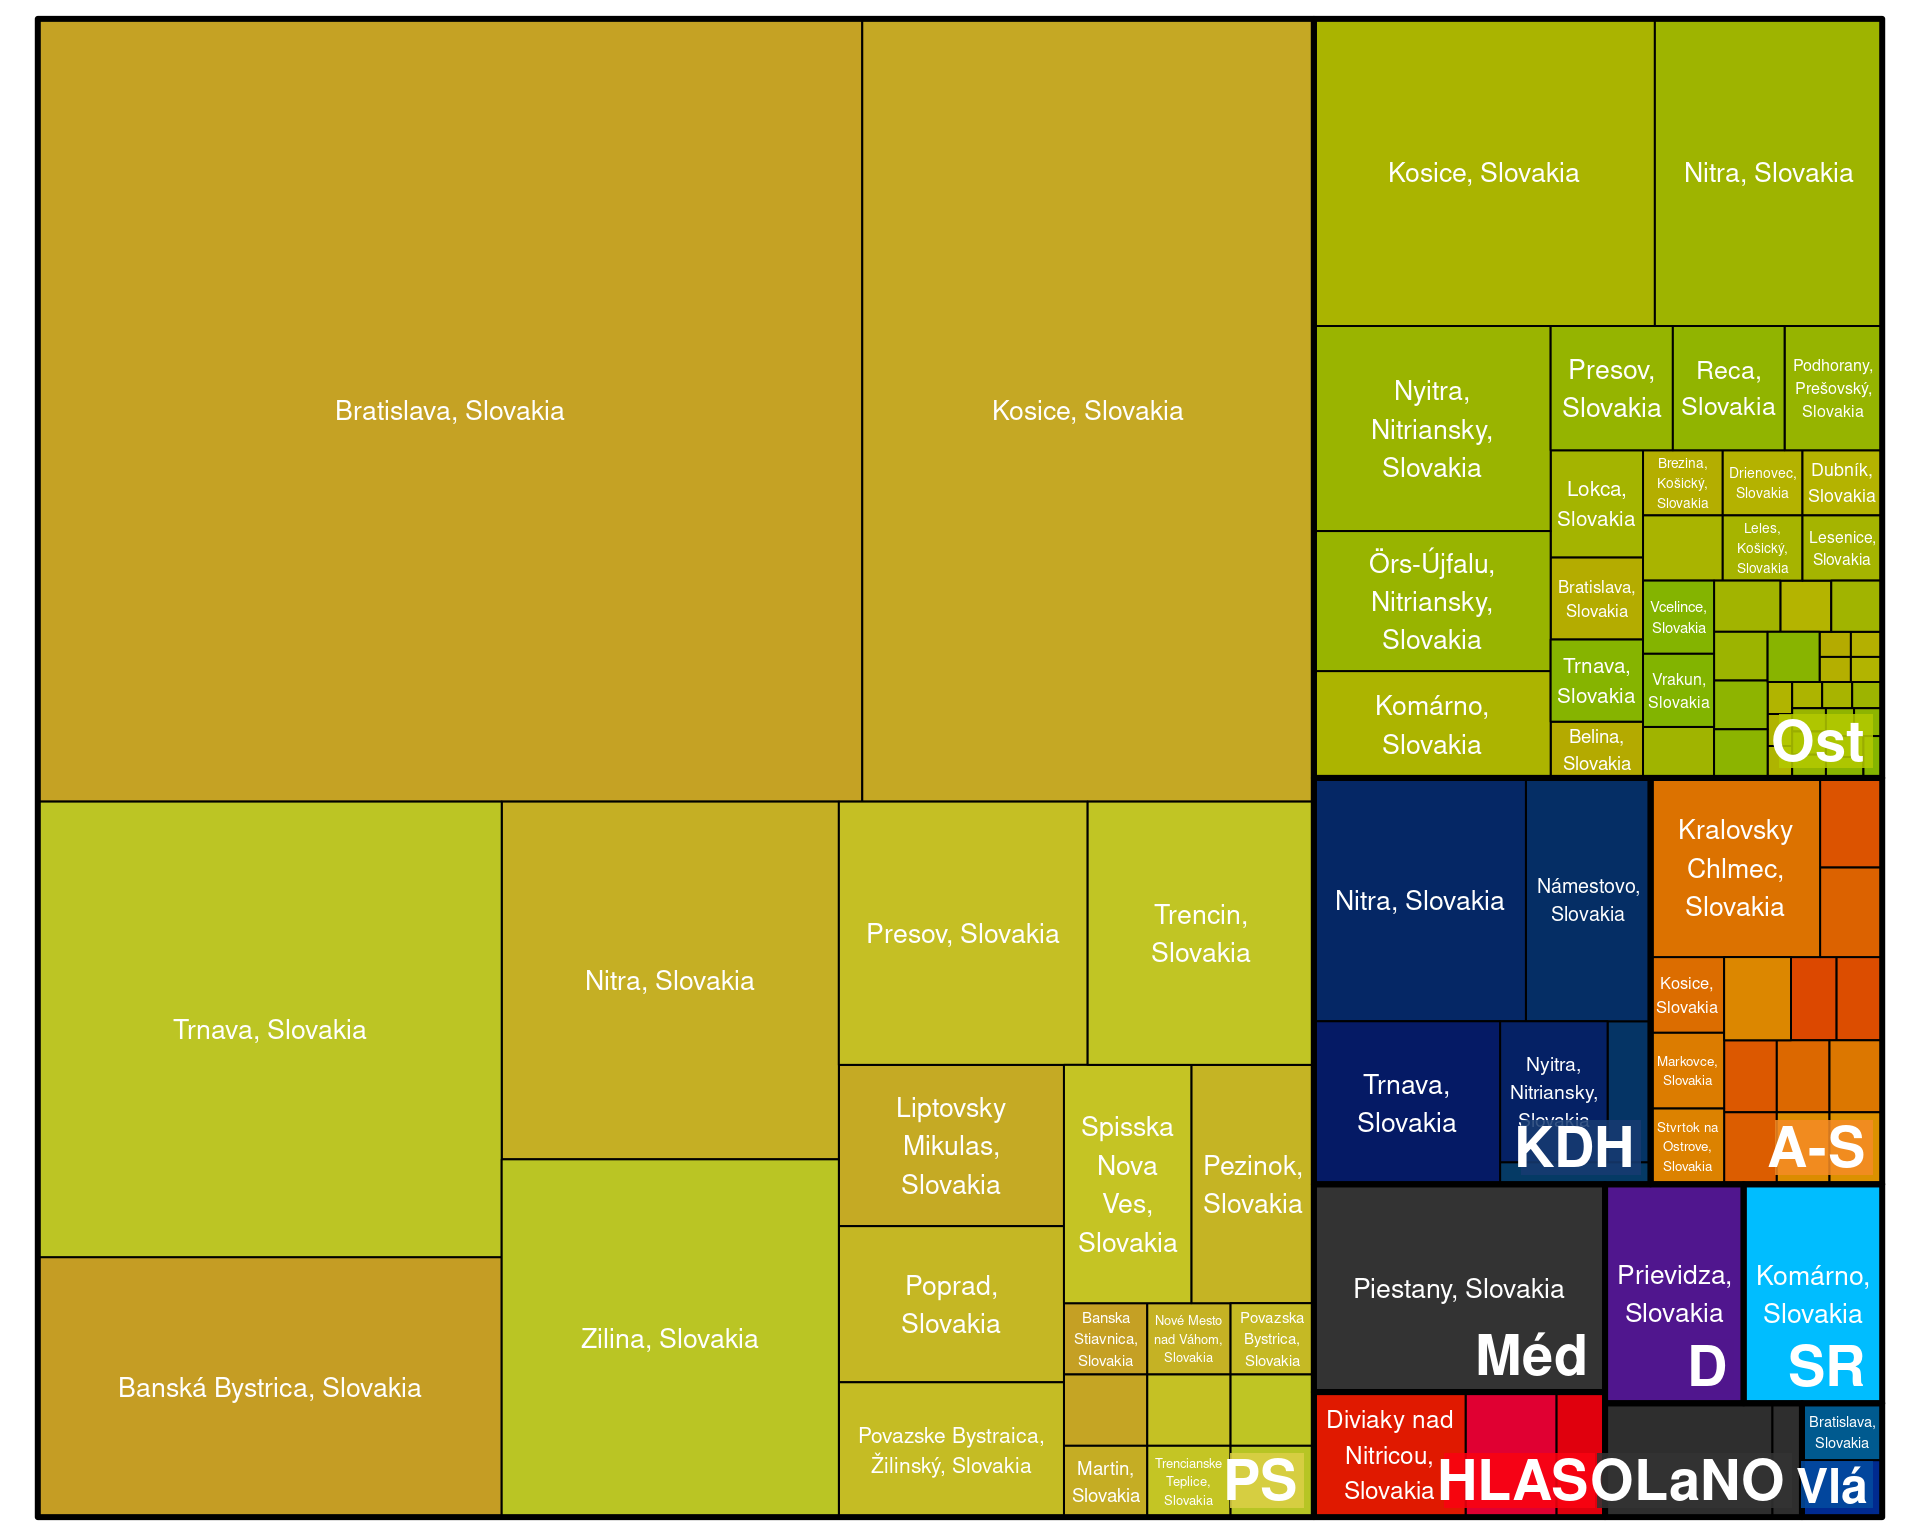 Bratislava, Slovakia
Kosice, Slovakia
Trnava, Slovakia
Banská Bystrica, Slovakia
Nitra, Slovakia
Zilina, Slovakia
Presov, Slovakia
Trencin,
Slovakia
Liptovsky
Mikulas,
Slovakia
Poprad,
Slovakia
Povazske Bystraica,
Žilinský, Slovakia
Spisska
Nova
Ves,
Slovakia
Pezinok,
Slovakia
Banska
Stiavnica,
Slovakia
Nové Mesto
nad Váhom,
Slovakia
Povazska
Bystrica,
Slovakia
Martin,
Slovakia
Trencianske
Teplice,
Slovakia
PS
Kosice, Slovakia
Nitra, Slovakia
Nyitra,
Nitriansky,
Slovakia
Örs-Újfalu,
Nitriansky,
Slovakia
Komárno,
Slovakia
Presov,
Slovakia
Reca,
Slovakia
Podhorany,
Prešovský,
Slovakia
Lokca,
Slovakia
Bratislava,
Slovakia
Trnava,
Slovakia
Belina,
Slovakia
Brezina,
Košický,
Slovakia
Drienovec,
Slovakia
Dubník,
Slovakia
Leles,
Košický,
Slovakia
Lesenice,
Slovakia
Vcelince,
Slovakia
Vrakun,
Slovakia
Ost
Nitra, Slovakia
Námestovo,
Slovakia
Trnava,
Slovakia
Nyitra,
Nitriansky,
Slovakia
KDH
Kralovsky
Chlmec,
Slovakia
Kosice,
Slovakia
Markovce,
Slovakia
Stvrtok na
Ostrove,
Slovakia
A-S
Piestany, Slovakia
Méd
Prievidza,
Slovakia
D
Komárno,
Slovakia
SR
Diviaky nad
Nitricou,
Slovakia
HLAS
OLaNO
Bratislava,
Slovakia
Vlá